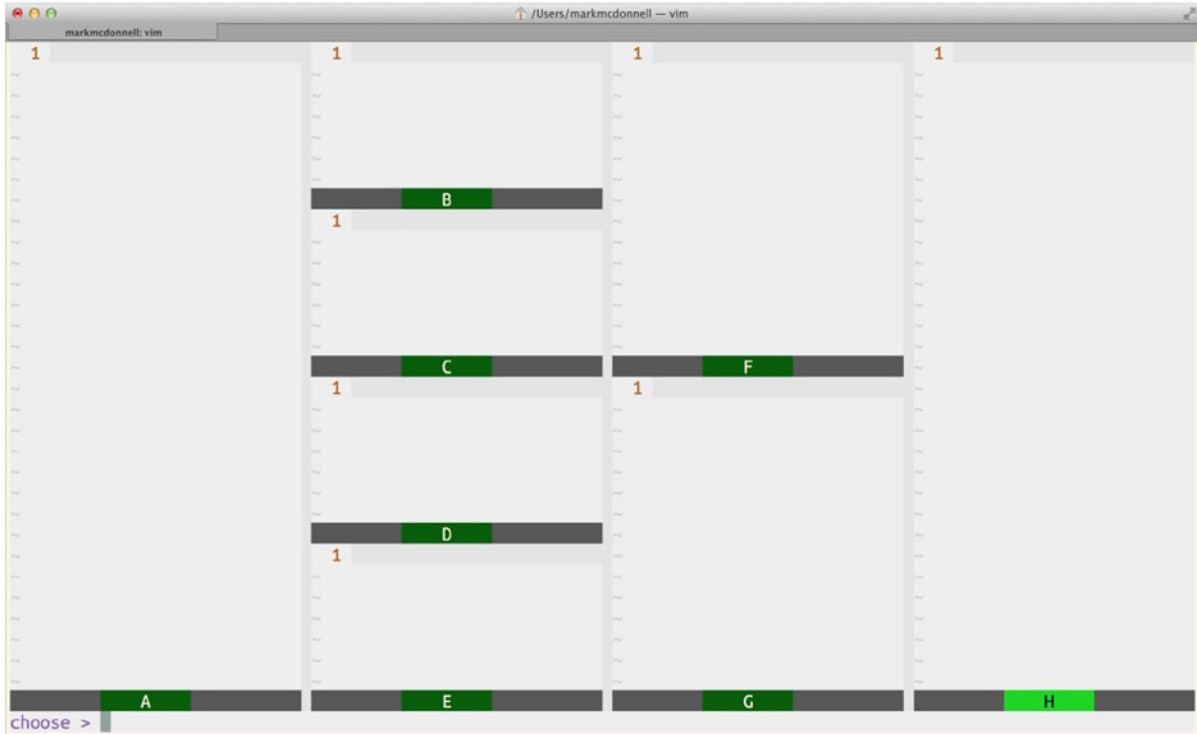 /Users/markmcdonnell — vim
markmcdonnell: vim
1 1 1 1
B
1
C F
1 1
D
1
A E G H
choose >